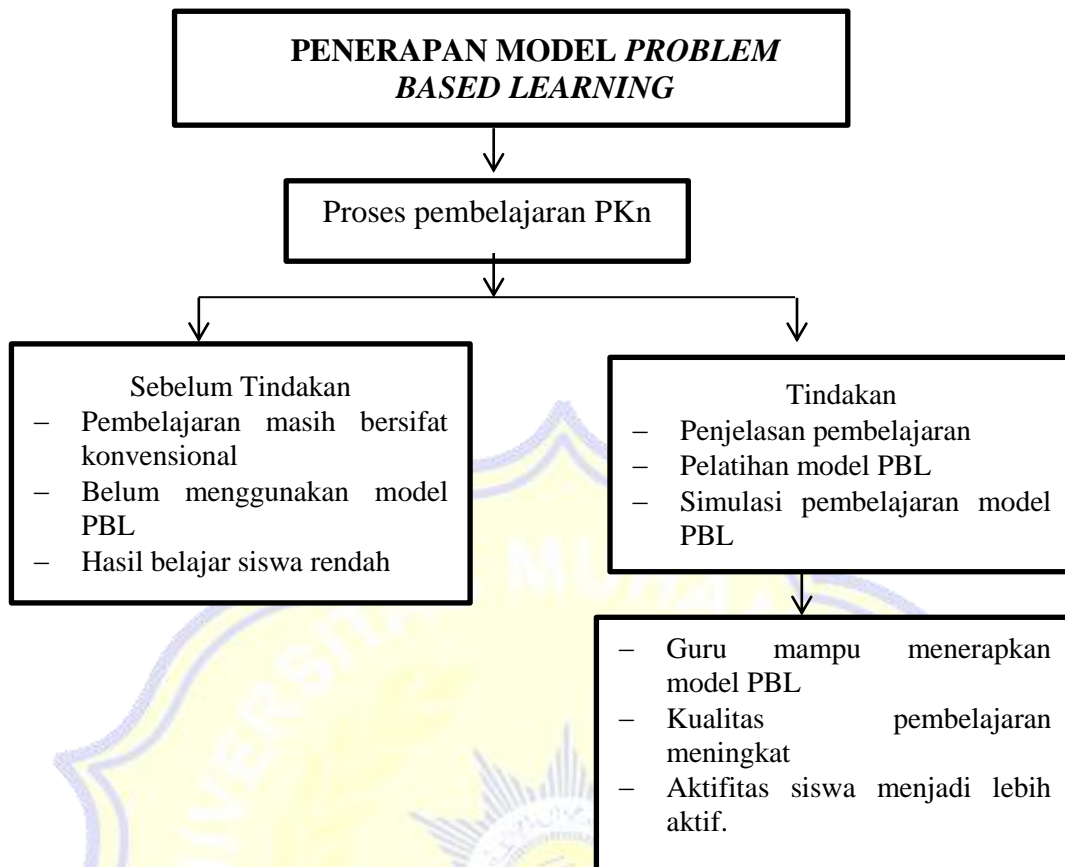 PENERAPAN MODEL PROBLEM
BASED LEARNING
Proses pembelajaran PKn
Sebelum Tindakan
– Pembelajaran masih bersifat
konvensional
– Belum menggunakan model
PBL
– Hasil belajar siswa rendah
Tindakan
– Penjelasan pembelajaran
– Pelatihan model PBL
– Simulasi pembelajaran model
PBL
– Guru mampu menerapkan
model PBL
– Kualitas pembelajaran
meningkat
– Aktifitas siswa menjadi lebih
aktif.
UNIVERSITAS MUHA